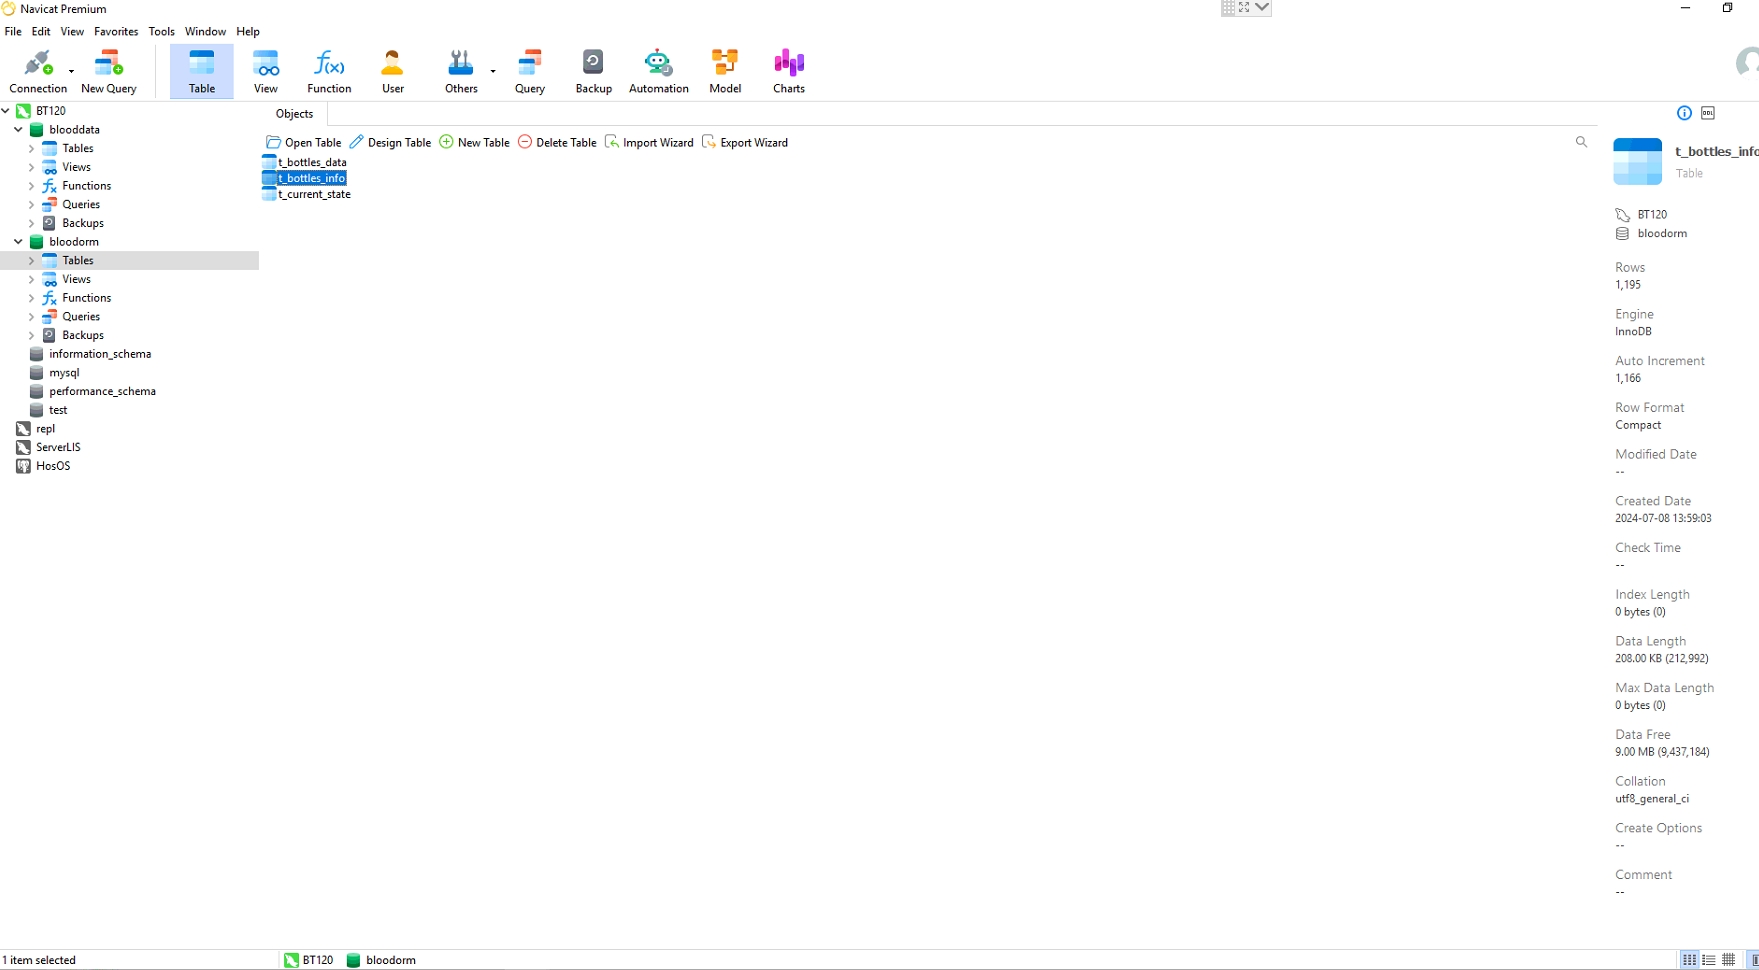 Navicat Premium
File Edit View Favorites Tools Window Help
Connection New Query Table View Function User Others Query Backup Automation Model Charts
BT120
blooddata
Tables
Views
Functions
Queries
Backups
bloodorm
Tables
Views
Functions
Queries
Backups
information_schema
mysql
performance_schema
test
repl
ServerLIS
HosOS
Objects
Open Table Design Table New Table Delete Table Import Wizard Export Wizard
t_bottles_data
t_bottles_info
t_current_state
t_bottles_info
Table
BT120
bloodorm
Rows
1,195
Engine
InnoDB
Auto Increment
1,166
Row Format
Compact
Modified Date
--
Created Date
2024-07-08 13:59:03
Check Time
--
Index Length
0 bytes (0)
Data Length
208.00 KB (212,992)
Max Data Length
0 bytes (0)
Data Free
9.00 MB (9,437,184)
Collation
utf8_general_ci
Create Options
--
Comment
--
1 item selected BT120 bloodorm